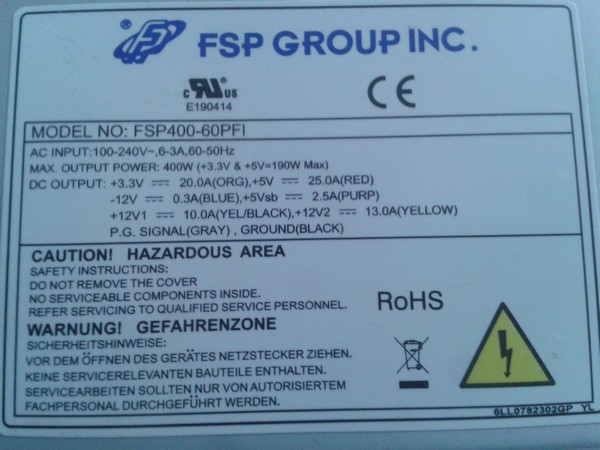 ® FSP GROUP INC.
c RU US
E190414
CE
MODEL NO: FSP400-60PFI
AC INPUT:100-240V~,6-3A,60-50Hz
MAX. OUTPUT POWER: 400W (+3.3V & +5V=190W Max)
DC OUTPUT: +3.3V ⎓ 20.0A(ORG),+5V ⎓ 25.0A(RED)
-12V ⎓ 0.3A(BLUE),+5Vsb ⎓ 2.5A(PURP)
+12V1 ⎓ 10.0A(YEL/BLACK),+12V2 ⎓ 13.0A(YELLOW)
P.G. SIGNAL(GRAY) , GROUND(BLACK)
CAUTION! HAZARDOUS AREA
SAFETY INSTRUCTIONS:
DO NOT REMOVE THE COVER
NO SERVICEABLE COMPONENTS INSIDE.
REFER SERVICING TO QUALIFIED SERVICE PERSONNEL.
RoHS
WARNUNG! GEFAHRENZONE
SICHERHEITSHINWEISE:
VOR DEM ÖFFNEN DES GERÄTES NETZSTECKER ZIEHEN.
KEINE SERVICERELEVANTEN BAUTEILE ENTHALTEN.
SERVICEARBEITEN SOLLTEN NUR VON AUTORISIERTEM
FACHPERSONAL DURCHGEFÜHRT WERDEN.
6LL0782302GP YL